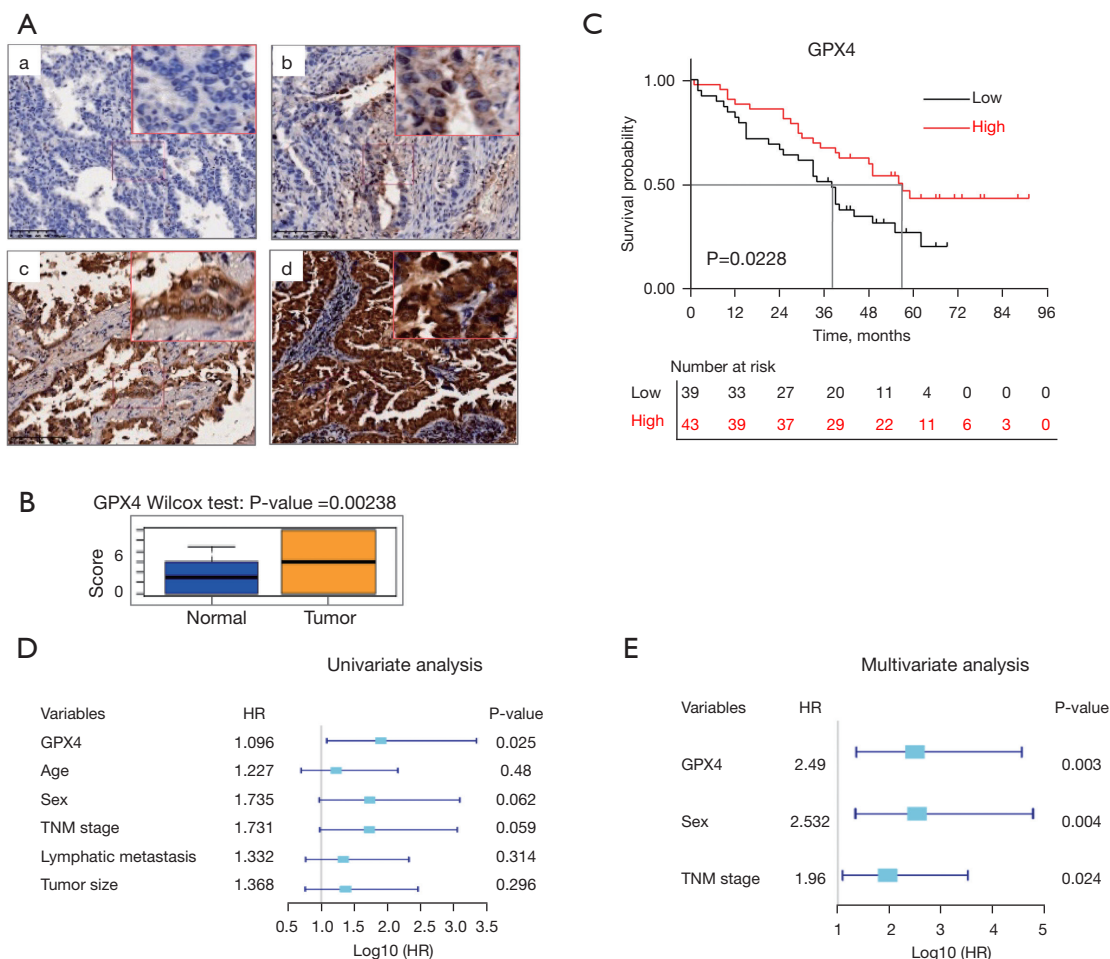 A
a
b
c
d
C
GPX4
1.00
0.50
0.00
Survival probability
Low
High
P=0.0228
0 12 24 36 48 60 72 84 96
Time, months
Number at risk
Low 39 33 27 20 11 4 0 0 0
High 43 39 37 29 22 11 6 3 0
B
GPX4 Wilcox test: P-value =0.00238
Score
6
0
Normal Tumor
D
Univariate analysis
Variables HR P-value
GPX4 1.096 0.025
Age 1.227 0.48
Sex 1.735 0.062
TNM stage 1.731 0.059
Lymphatic metastasis 1.332 0.314
Tumor size 1.368 0.296
0.5 1.0 1.5 2.0 2.5 3.0 3.5
Log10 (HR)
E
Multivariate analysis
Variables HR P-value
GPX4 2.49 0.003
Sex 2.532 0.004
TNM stage 1.96 0.024
1 2 3 4 5
Log10 (HR)